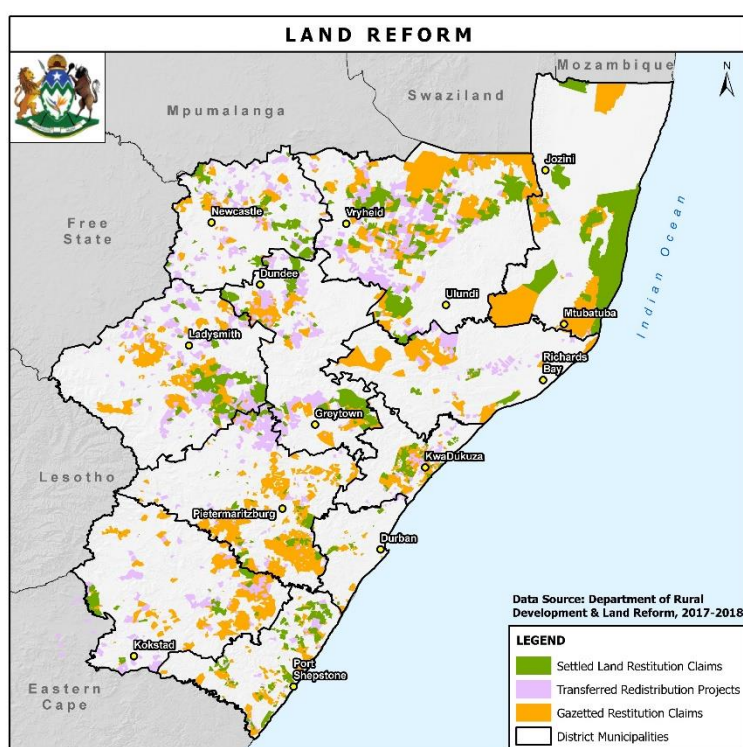 LAND REFORM
Mozambique
N
Swaziland
Mpumalanga
Jozini
Free
State
Newcastle
Vryheid
Indian Ocean
Dundee
Ulundi
Mtubatuba
Ladysmith
Richards
Bay
Greytown
Lesotho
KwaDukuza
Pietermaritzburg
Durban
Data Source: Department of Rural
Development & Land Reform, 2017-2018
LEGEND
Settled Land Restitution Claims
Transferred Redistribution Projects
Gazetted Restitution Claims
District Municipalities
Kokstad
Port
Shepstone
Eastern
Cape